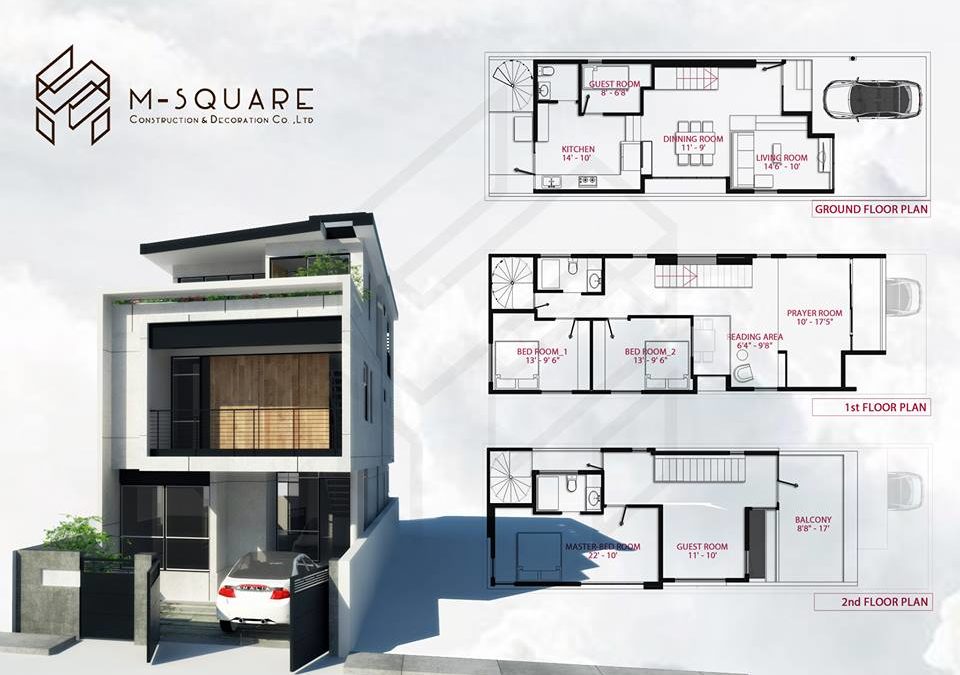 M-SQUARE
CONSTRUCTION & DECORATION CO .,LTD
GUEST ROOM
8' - 6'8"
KITCHEN
14' - 10'
DINNING ROOM
11' - 9'
LIVING ROOM
14'6" - 10'
GROUND FLOOR PLAN
BED ROOM_1
13' - 9' 6"
BED ROOM_2
13' - 9' 6"
READING AREA
6'4" - 9'8"
PRAYER ROOM
10' - 17'5"
1st FLOOR PLAN
MASTER BED ROOM
22' - 10'
GUEST ROOM
11' - 10'
BALCONY
8'8" - 17'
2nd FLOOR PLAN